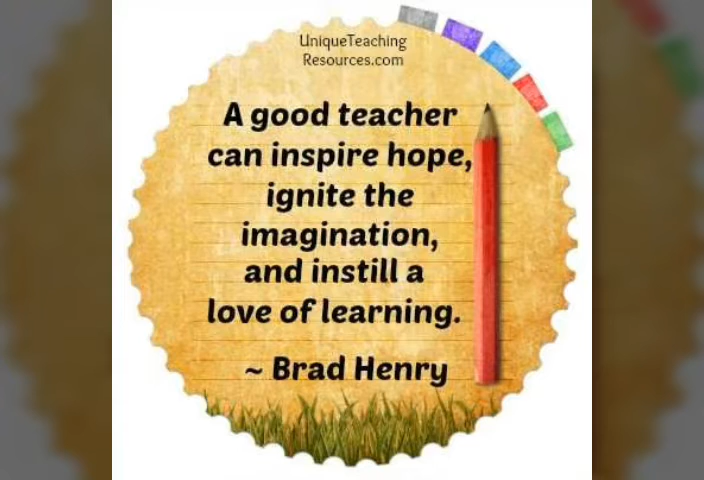 UniqueTeaching
Resources.com
A good teacher
can inspire hope,
ignite the
imagination,
and instill a
love of learning.
~ Brad Henry